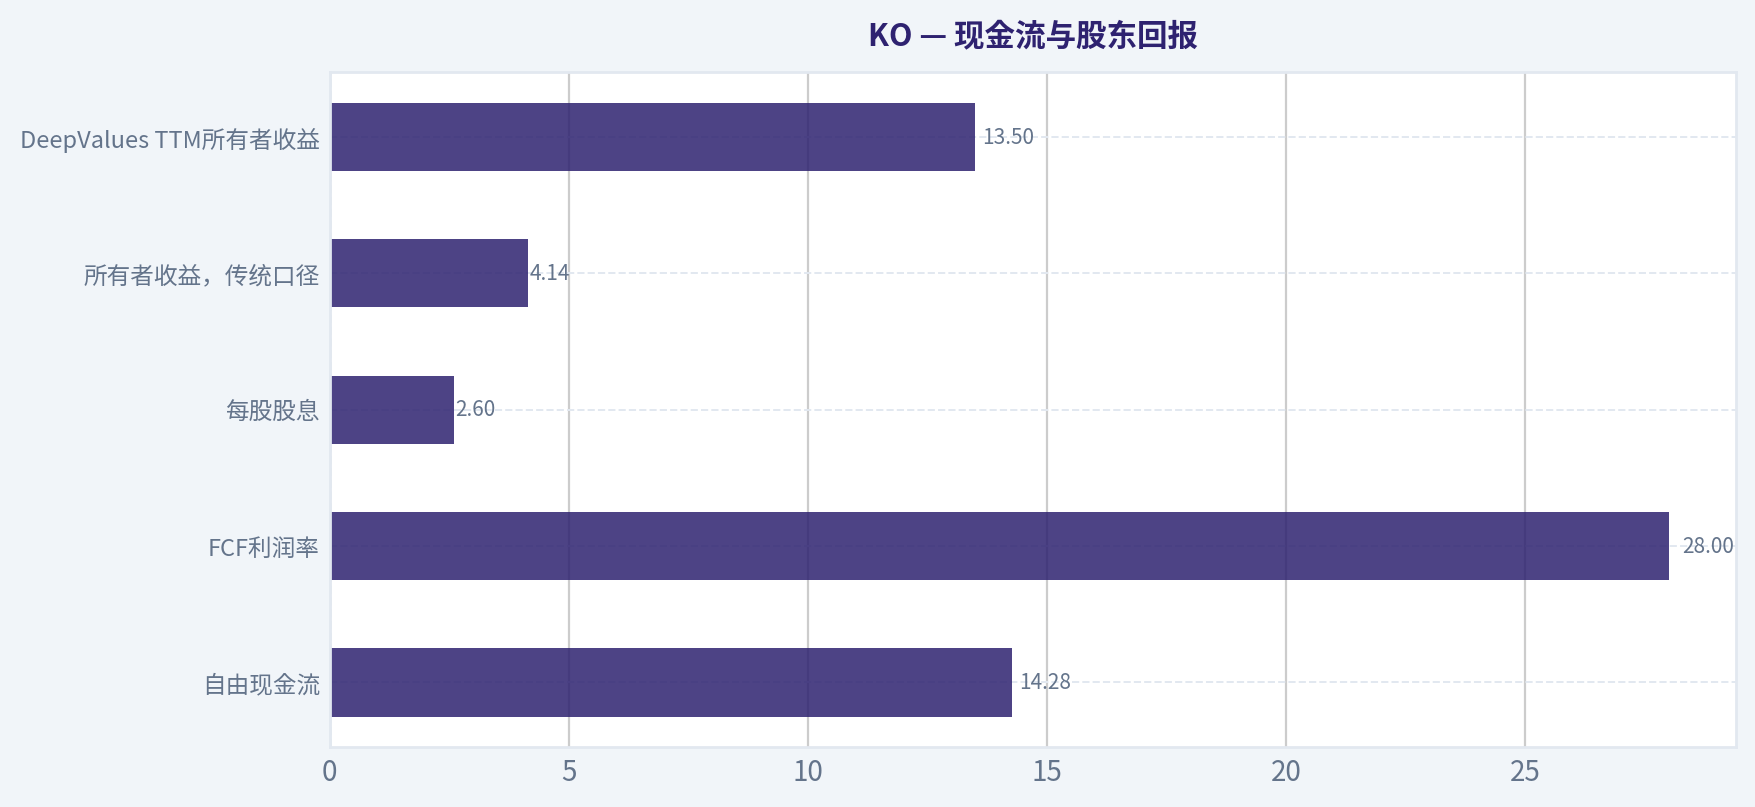 KO — 现金流与股东回报
DeepValues TTM所有者收益
13.50
所有者收益，传统口径
4.14
每股股息
2.60
FCF利润率
28.00
自由现金流
14.28
0 5 10 15 20 25